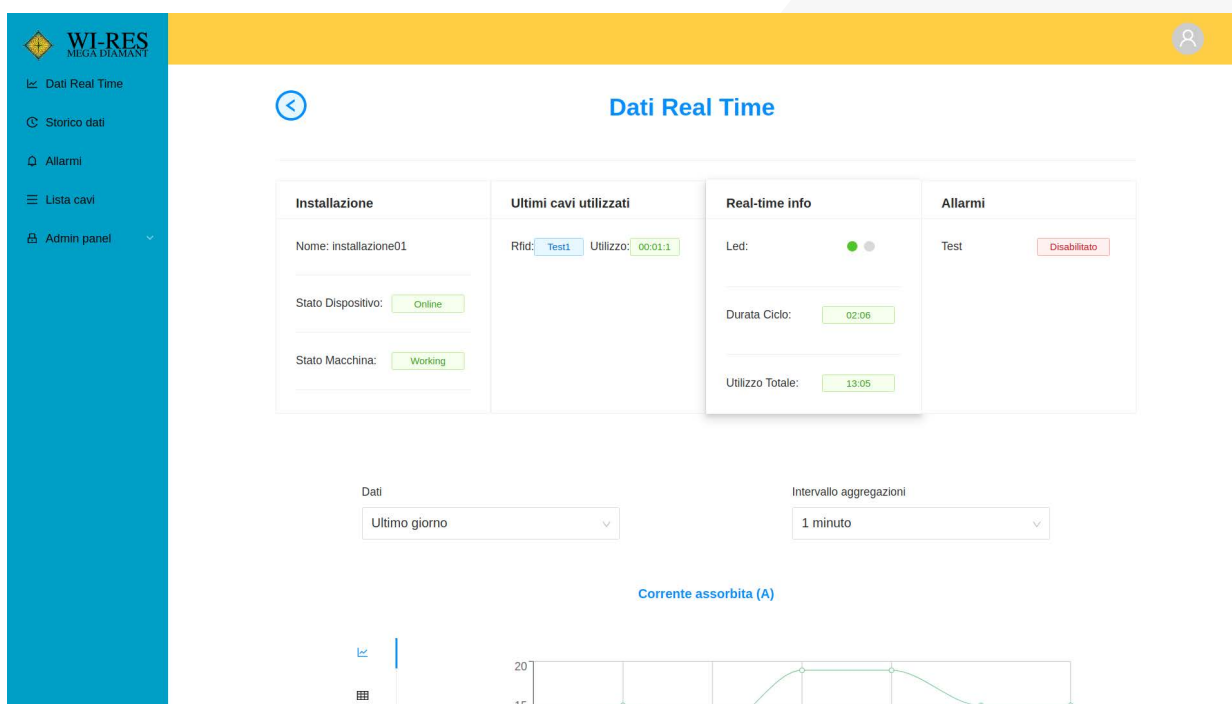 WI-RES
MEGA DIAMANT
Dati Real Time
Storico dati
Allarmi
Lista cavi
Admin panel
Dati Real Time
Installazione
Nome: installazione01
Stato Dispositivo: Online
Stato Macchina: Working
Ultimi cavi utilizzati
Rfid: Test1 Utilizzo: 00:01:1
Real-time info
Led:
Durata Ciclo: 02:06
Utilizzo Totale: 13:05
Allarmi
Test Disabilitato
Dati
Ultimo giorno
Intervallo aggregazioni
1 minuto
Corrente assorbita (A)
20
15